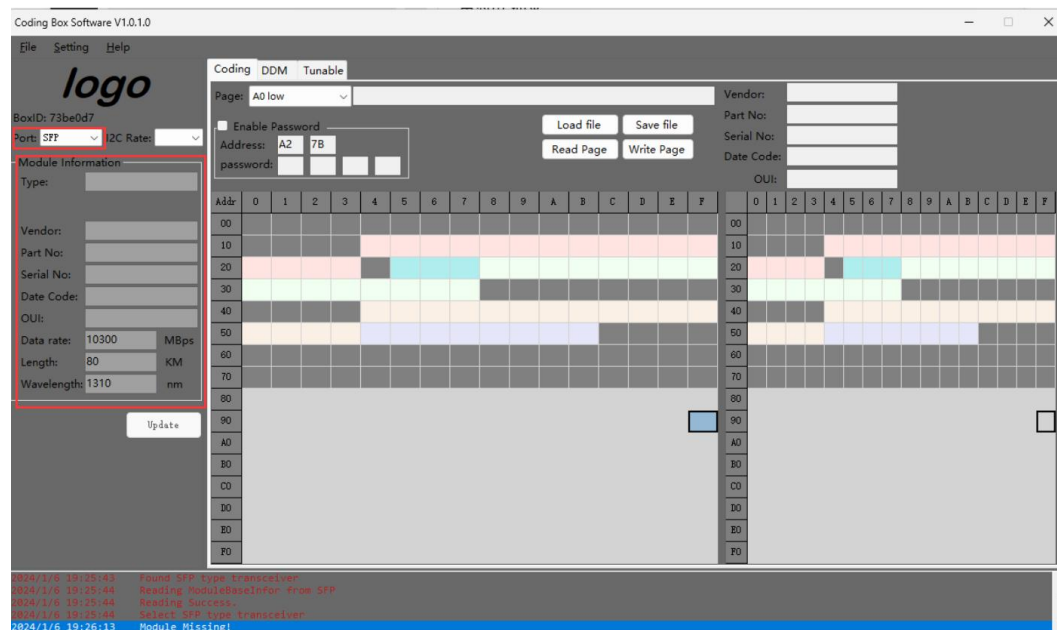 Coding Box Software V1.0.1.0
File Setting Help
logo
BoxID: 73be0d7
Port: SFP I2C Rate:
Module Information
Type:
Vendor:
Part No:
Serial No:
Date Code:
OUI:
Data rate: 10300 MBps
Length: 80 KM
Wavelength: 1310 nm
Update
Coding DDM Tunable
Page: A0 low
Enable Password
Address: A2 7B
password:
Load file Save file
Read Page Write Page
Vendor:
Part No:
Serial No:
Date Code:
OUI:
Addr 0 1 2 3 4 5 6 7 8 9 A B C D E F
00
10
20
30
40
50
60
70
80
90
A0
B0
C0
D0
E0
F0
0 1 2 3 4 5 6 7 8 9 A B C D E F
00
10
20
30
40
50
60
70
80
90
A0
B0
C0
D0
E0
F0
2024/1/6 19:25:43 Found SFP type transceiver
2024/1/6 19:25:44 Reading ModuleBaseInfor from SFP
2024/1/6 19:25:44 Reading Success.
2024/1/6 19:25:44 Select SFP type transceiver
2024/1/6 19:26:13 Module Missing!